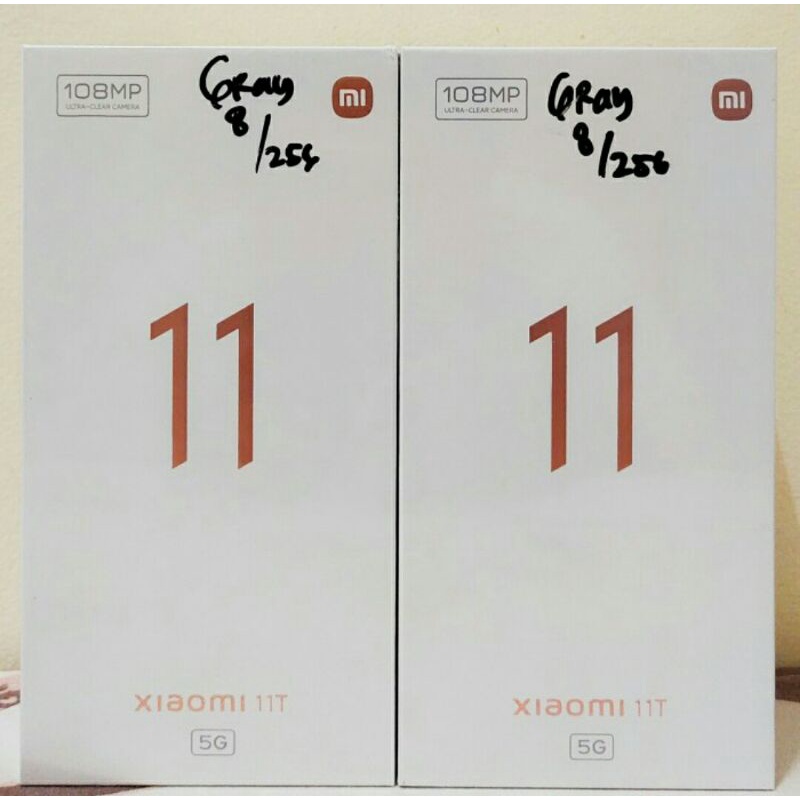 108MP
ULTRA-CLEAR CAMERA
GRay
8/256
mi
11
XIAOMI 11T
5G
108MP
ULTRA-CLEAR CAMERA
GRay
8/256
mi
11
XIAOMI 11T
5G